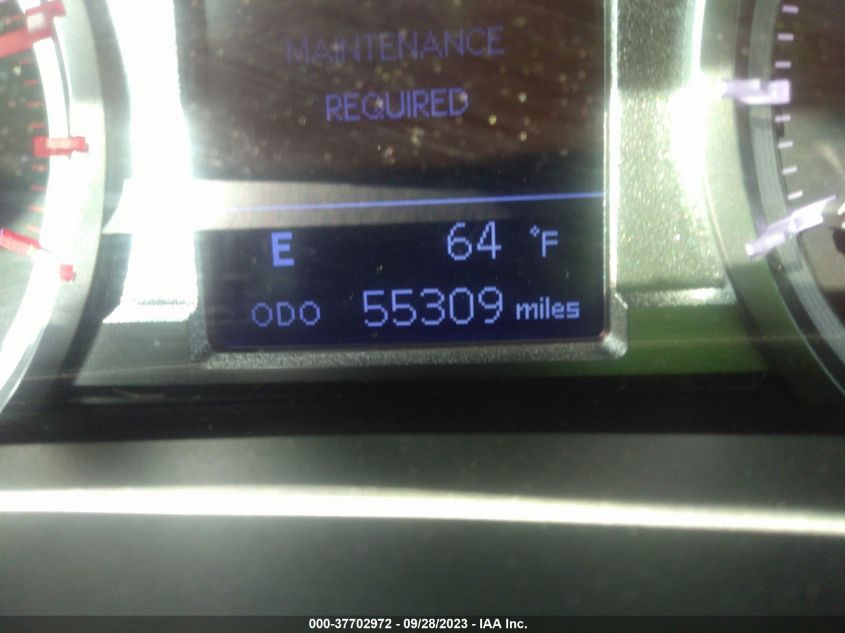 MAINTENANCE
REQUIRED
E 64 °F
ODO 55309 miles
000-37702972 - 09/28/2023 - IAA Inc.